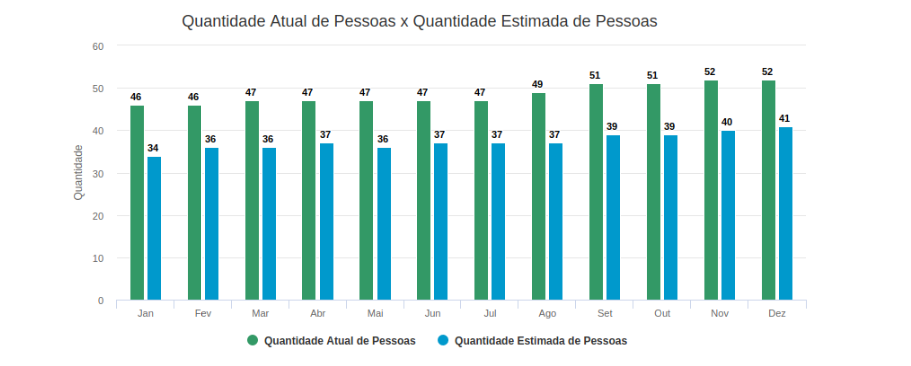 Quantidade Atual de Pessoas x Quantidade Estimada de Pessoas
Quantidade
60
50
40
30
20
10
0
46 34 46 36 47 36 47 37 47 36 47 37 47 37 49 37 51 39 51 39 52 40 52 41
Jan Fev Mar Abr Mai Jun Jul Ago Set Out Nov Dez
Quantidade Atual de Pessoas Quantidade Estimada de Pessoas